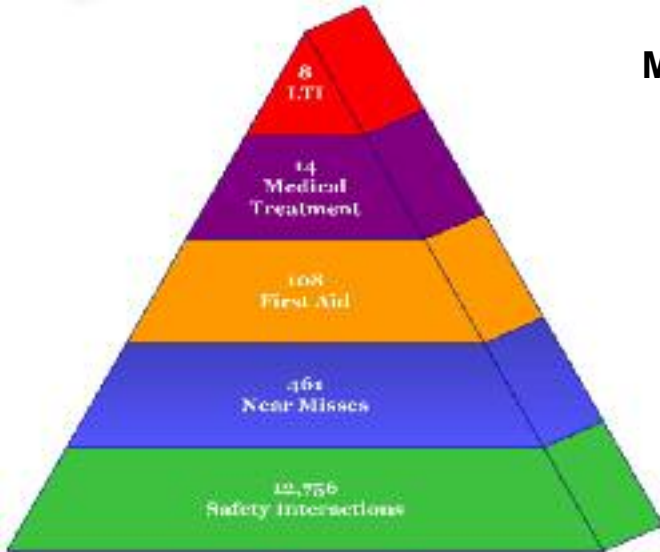 8
LTI
M
14
Medical
Treatment
108
First Aid
461
Near Misses
12,756
Safety Interactions